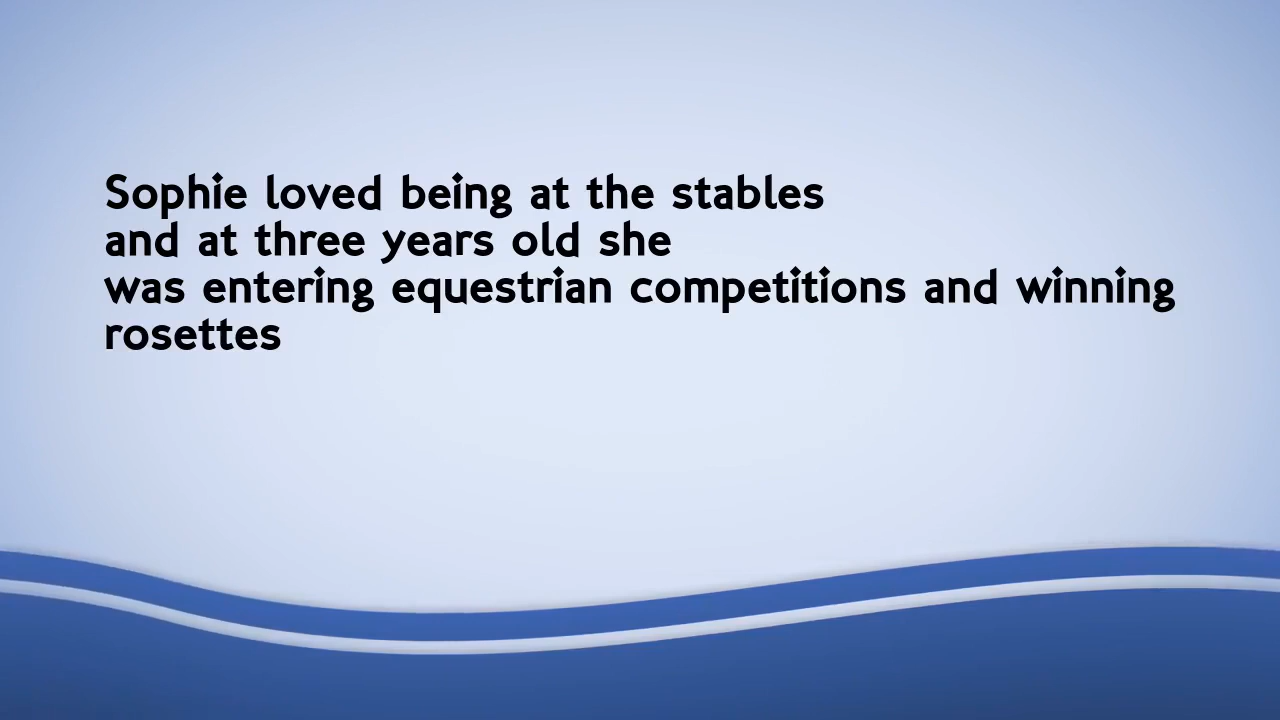 Sophie loved being at the stables
and at three years old she
was entering equestrian competitions and winning
rosettes